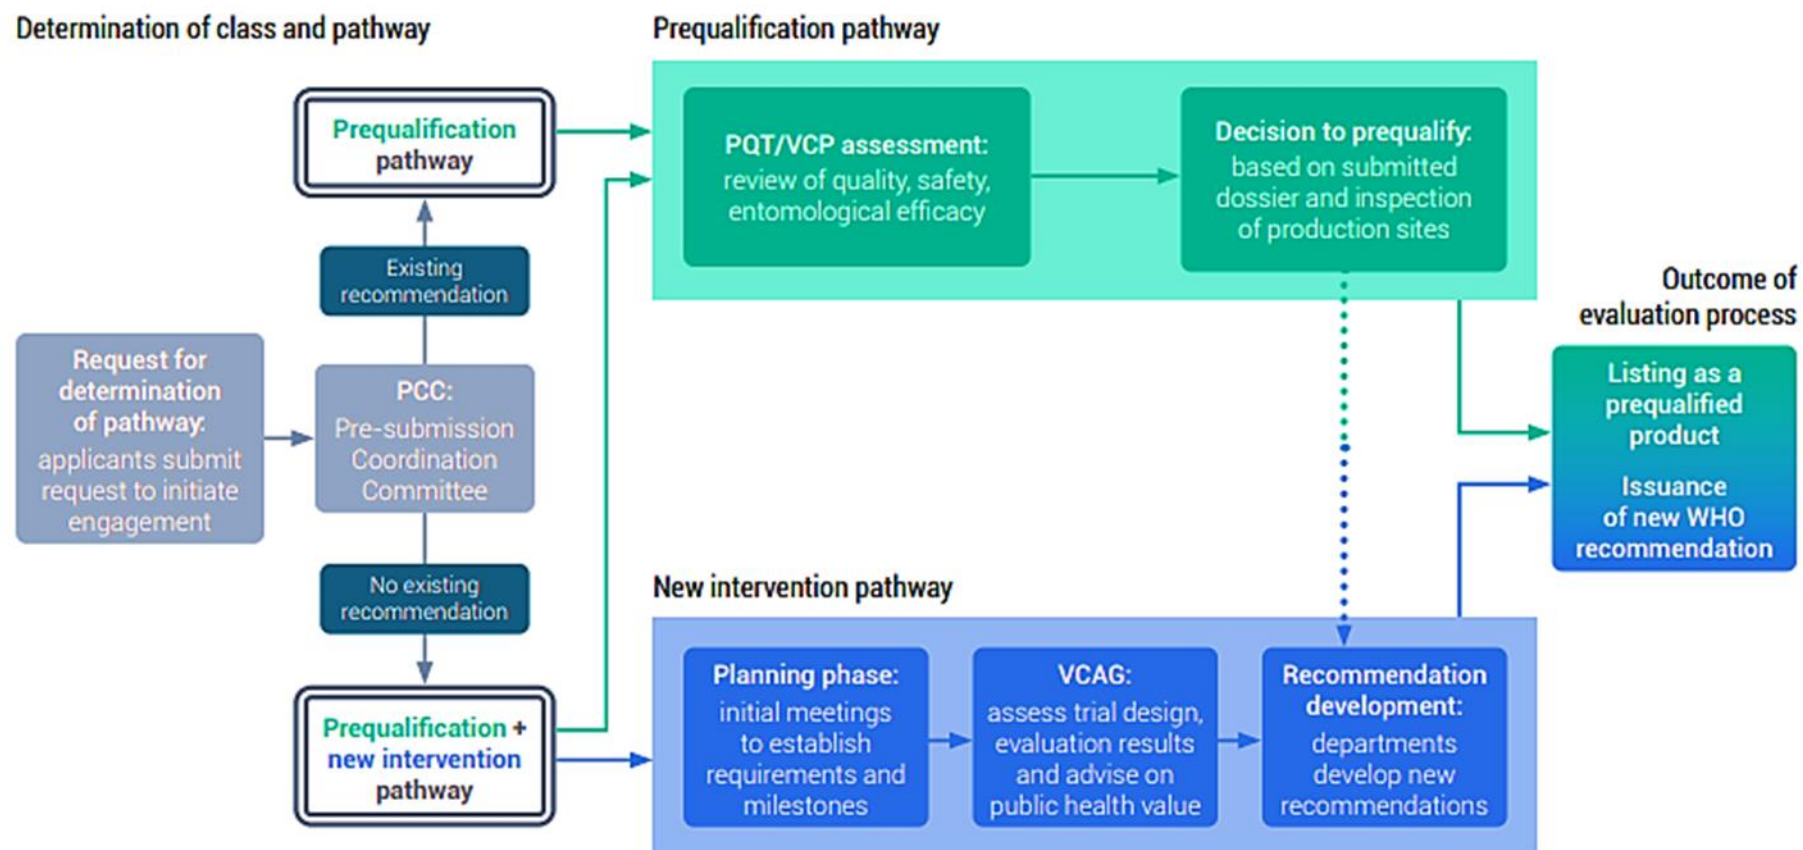 Determination of class and pathway
Prequalification
pathway
Existing
recommendation
Request for
determination
of pathway:
applicants submit
request to initiate
engagement
PCC:
Pre-submission
Coordination
Committee
No existing
recommendation
Prequalification +
new intervention
pathway
Prequalification pathway
PQT/VCP assessment:
review of quality, safety,
entomological efficacy
Decision to prequalify:
based on submitted
dossier and inspection
of production sites
New intervention pathway
Planning phase:
initial meetings
to establish
requirements and
milestones
VCAG:
assess trial design,
evaluation results
and advise on
public health value
Recommendation
development:
departments
develop new
recommendations
Outcome of
evaluation process
Listing as a
prequalified
product
Issuance
of new WHO
recommendation